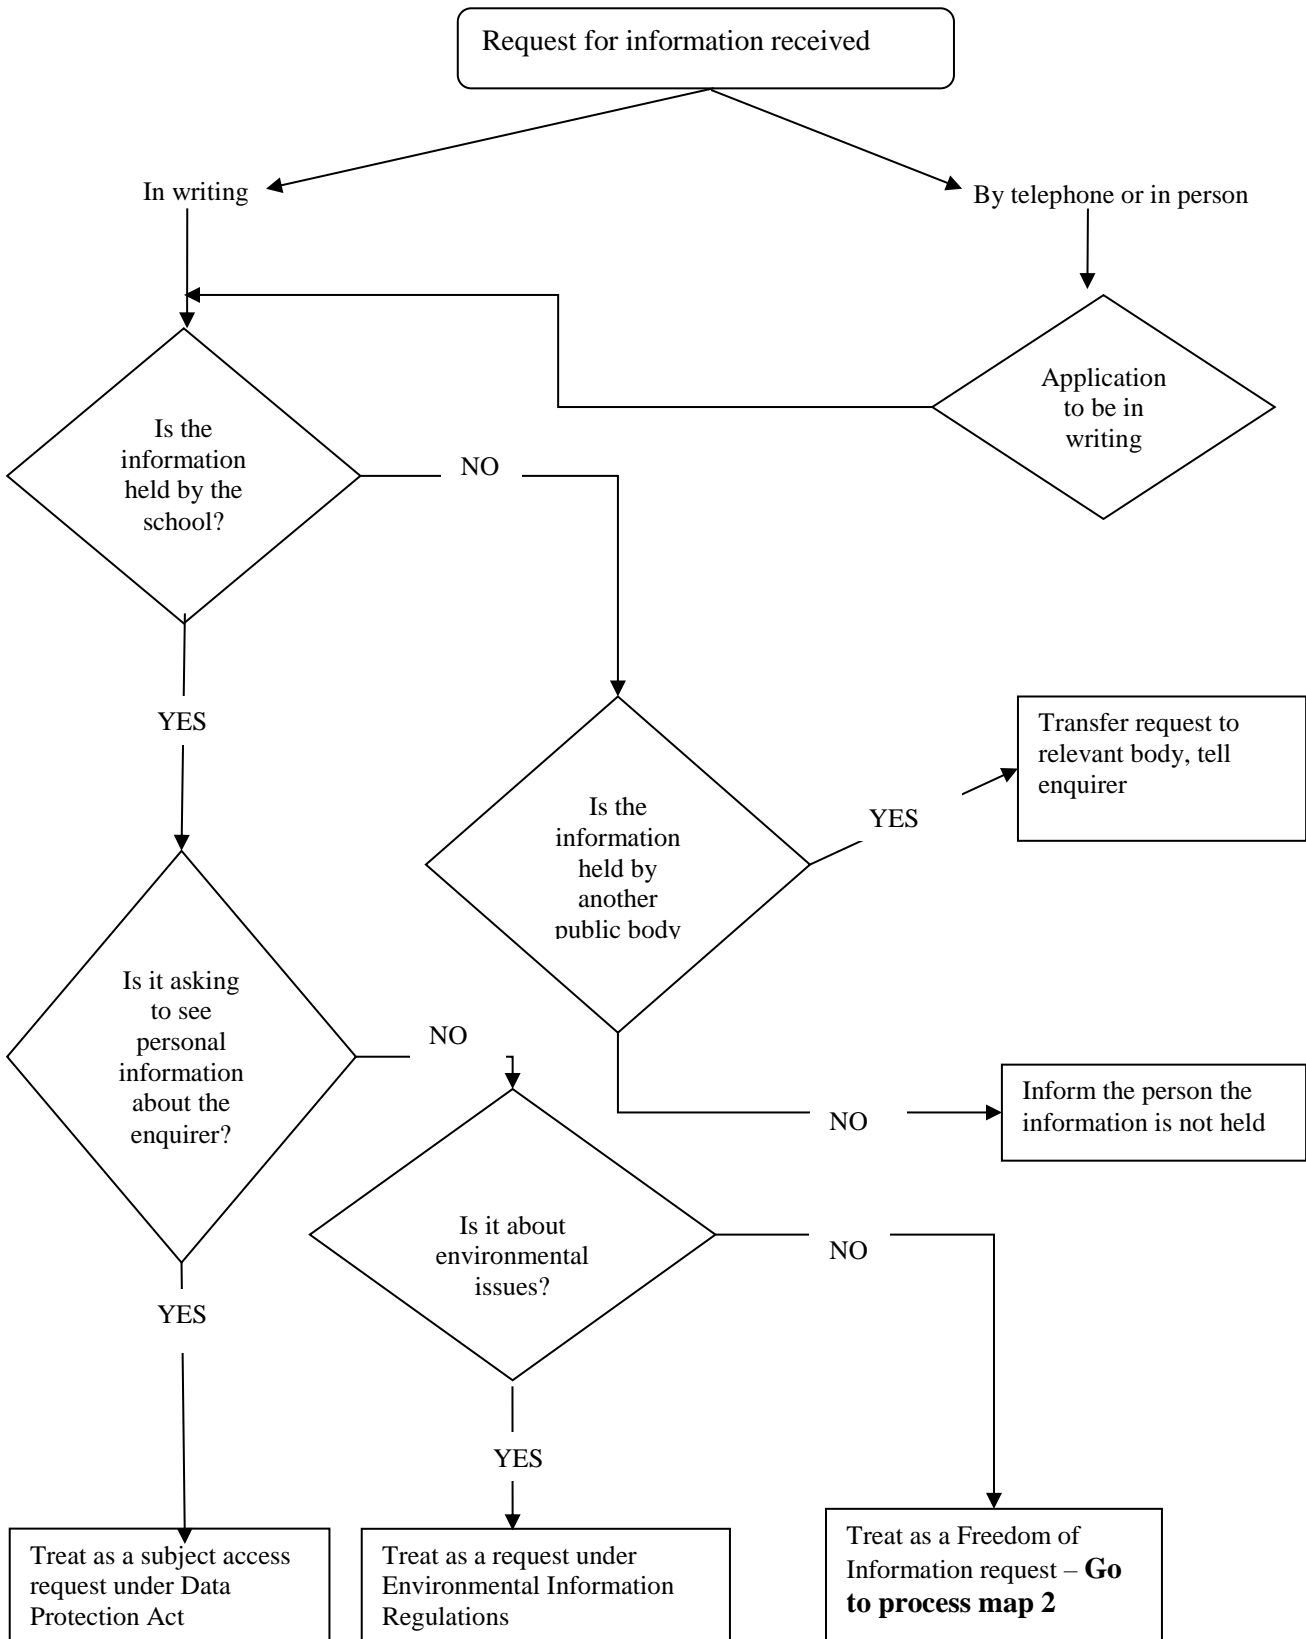 Request for information received
In writing
By telephone or in person
Application
to be in
writing
Is the
information
held by the
school?
NO
YES
Transfer request to
relevant body, tell
enquirer
Is the
information
held by
another
public body
YES
Is it asking
to see
personal
information
about the
enquirer?
NO
Inform the person the
information is not held
NO
Is it about
environmental
issues?
NO
YES
YES
Treat as a subject access
request under Data
Protection Act
Treat as a request under
Environmental Information
Regulations
Treat as a Freedom of
Information request – Go
to process map 2